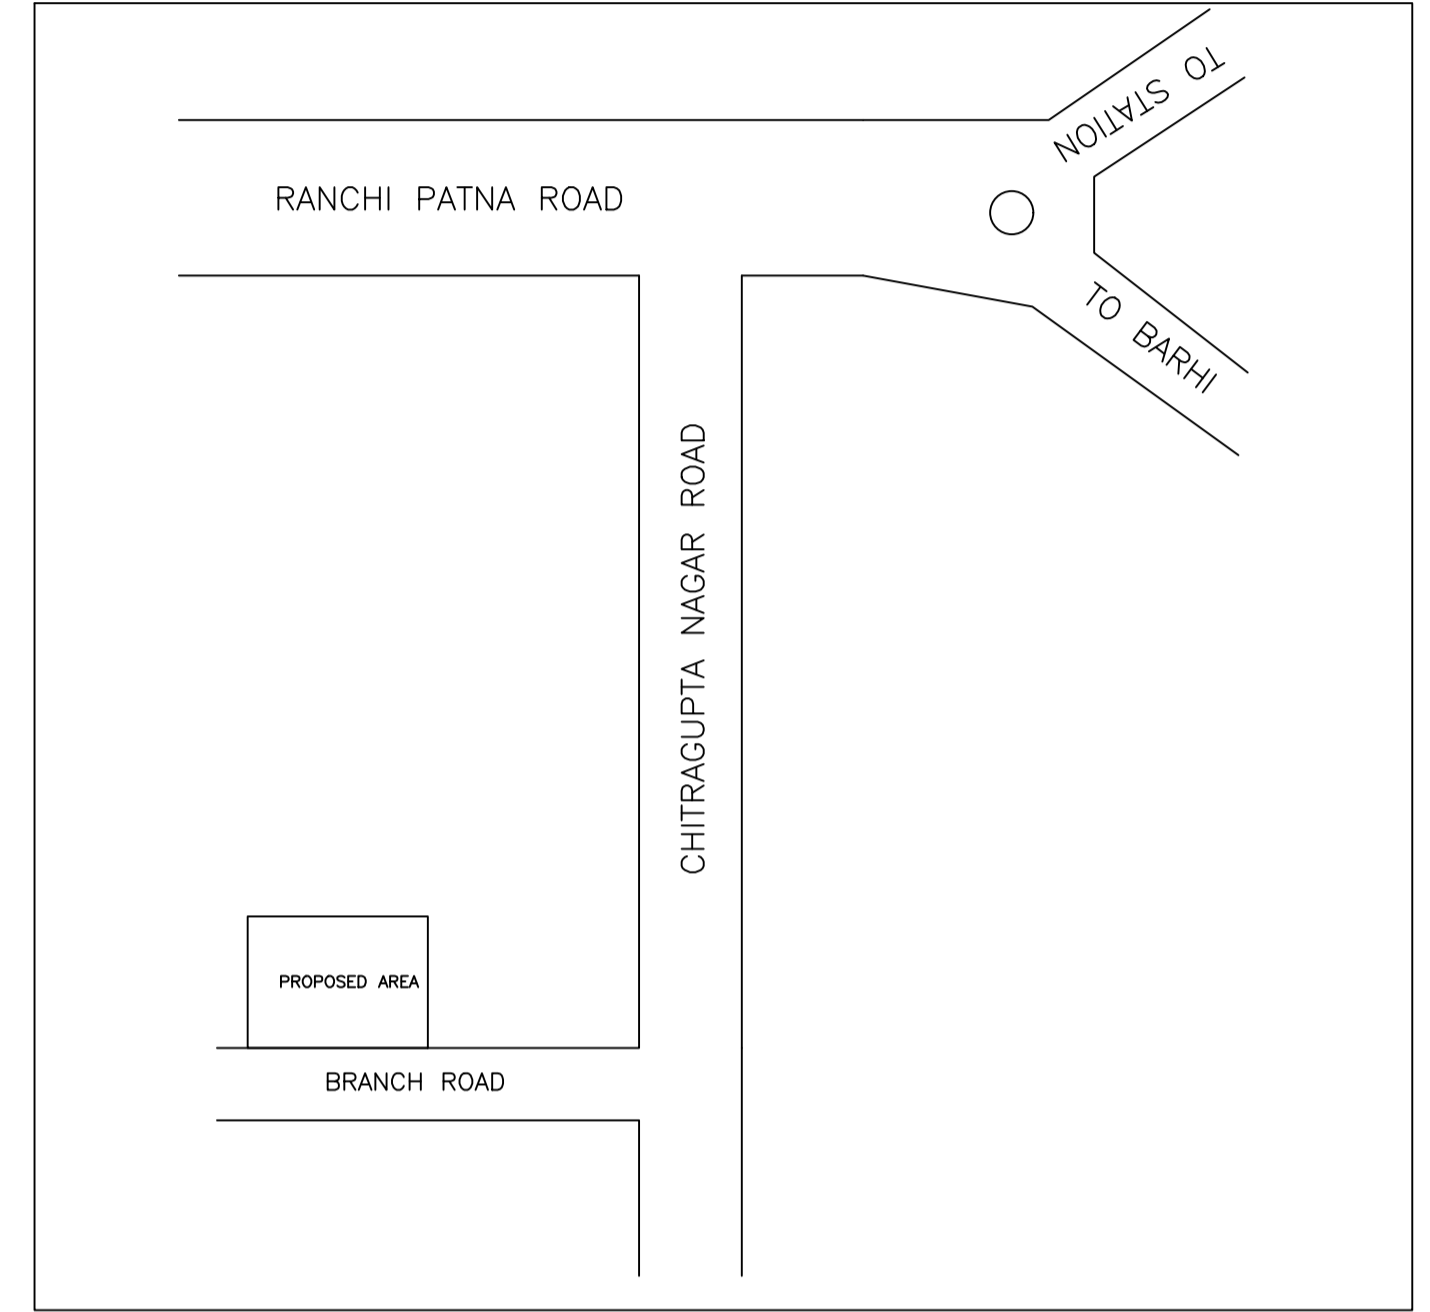 TO STATION
RANCHI PATNA ROAD
TO BARHI
CHITRAGUPTA NAGAR ROAD
PROPOSED AREA
BRANCH ROAD